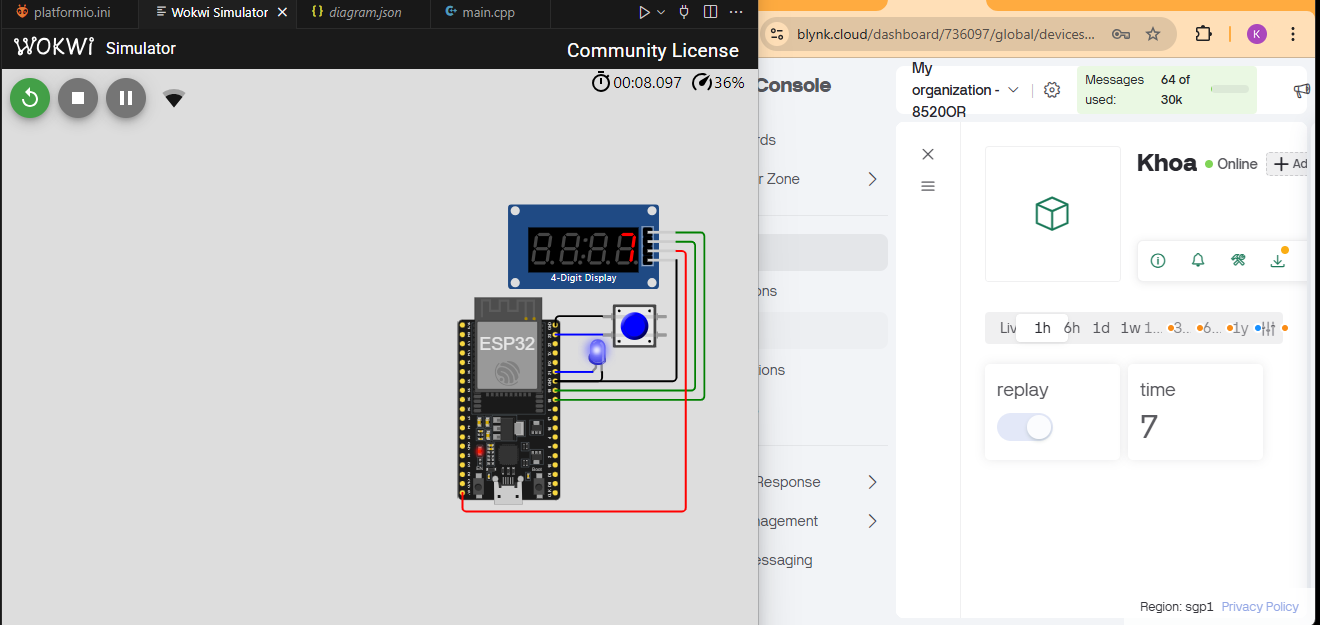 platformio.ini
Wokwi Simulator
{} diagram.json
main.cpp
WOKWI Simulator
Community License
00:08.097
36%
7
4-Digit Display
ESP32
blynk.cloud/dashboard/736097/global/devices...
K
Console
My
organization -
8520OR
Messages
used:
64 of
30k
rds
r Zone
ons
ions
Response
nagement
essaging
Khoa
Online
Ad
Liv
1h
6h
1d
1w
1...
3..
6...
1y
replay
time
7
Region: sgp1
Privacy Policy